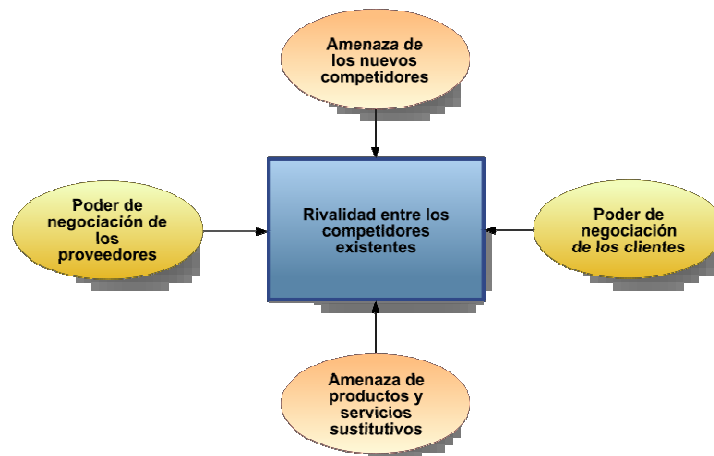 Amenaza de
los nuevos
competidores
Poder de
negociación de
los
proveedores
Rivalidad entre los
competidores
existentes
Poder de
negociación
de los clientes
Amenaza de
productos y
servicios
sustitutivos